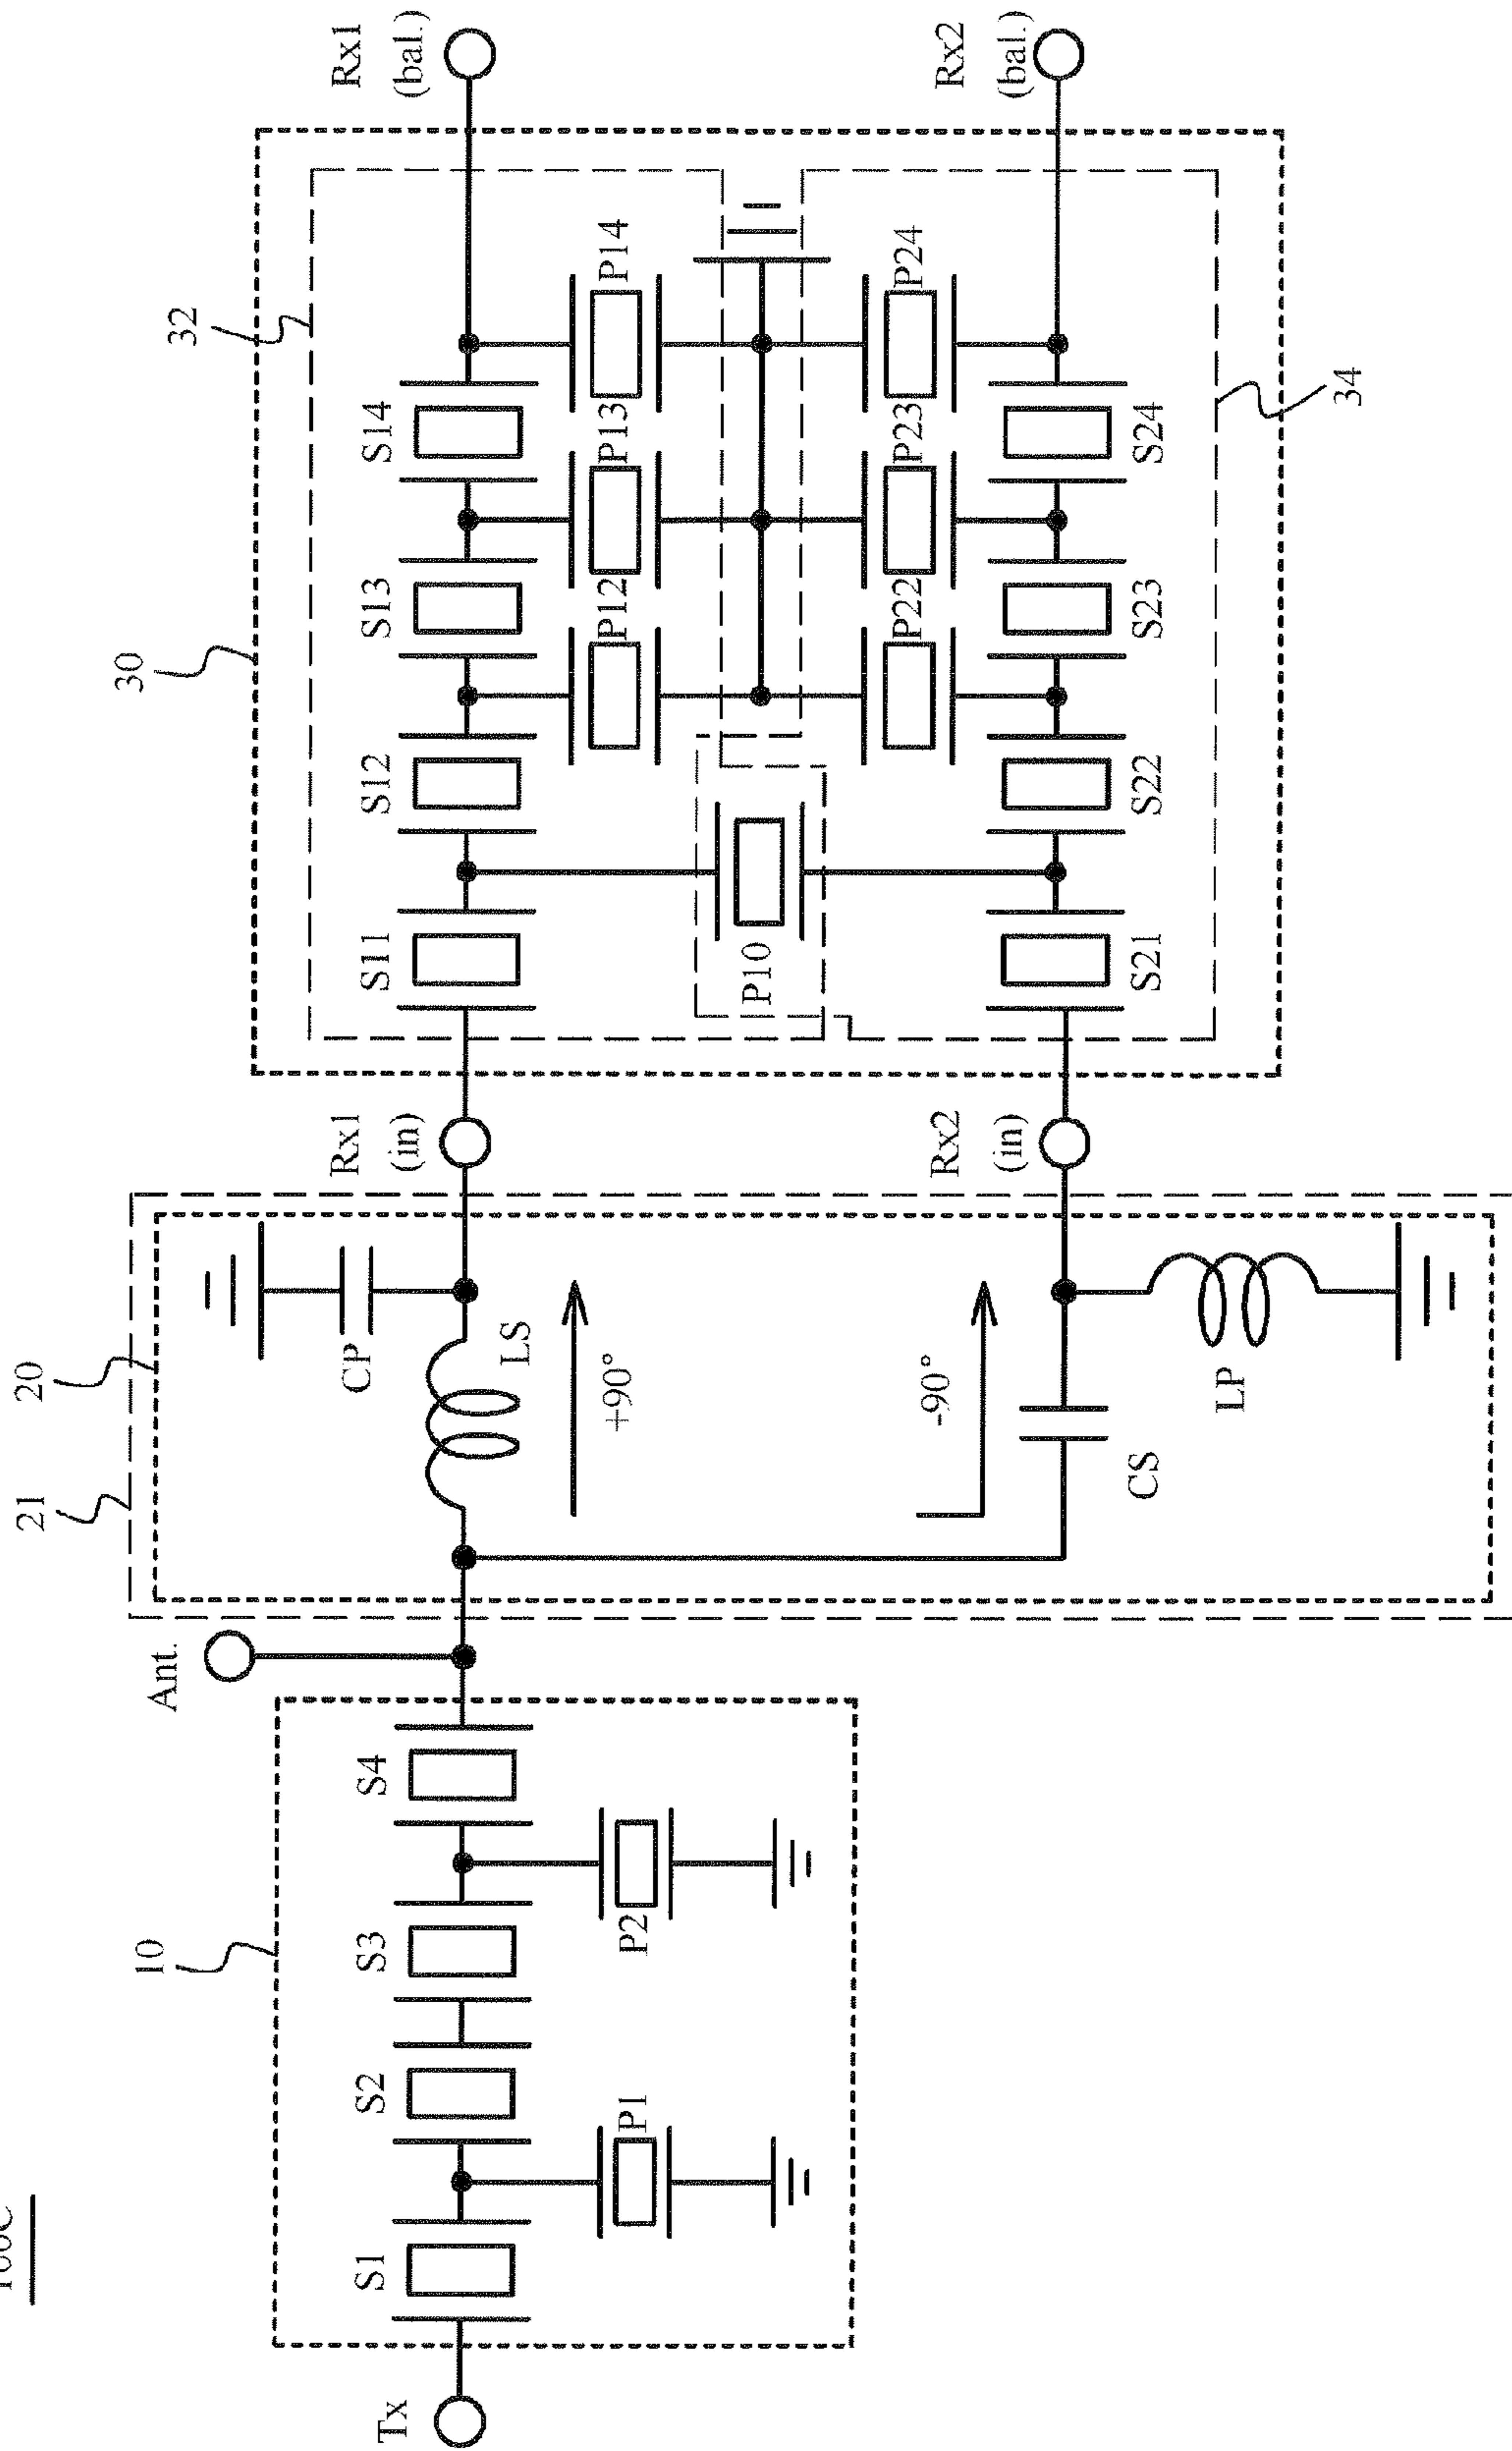 Tx
S1
P1
S2
S3
P2
S4
10
Ant.
21
20
CP
LS
+90°
-90°
CS
LP
Rx1
(in)
Rx2
(in)
30
32
S11
S12
S13
S14
P10
P12
P13
P14
P22
P23
P24
S21
S22
S23
S24
34
Rx1
(bal.)
Rx2
(bal.)